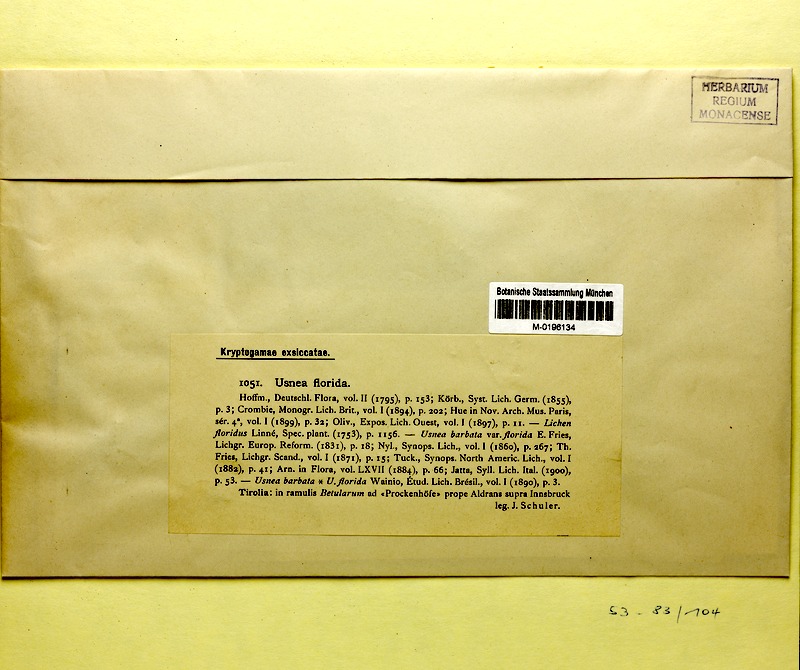 HERBARIUM
REGIUM
MONACENSE
Botanische Staatssammlung München
M-0196134
Kryptogamae exsiccatae.
1051. Usnea florida.
Hoffm., Deutschl. Flora, vol. II (1795), p. 153; Körb., Syst. Lich. Germ. (1855),
p. 3; Crombie, Monogr. Lich. Brit., vol. I (1894), p. 202; Hue in Nov. Arch. Mus. Paris,
sér. 4°, vol. I (1899), p. 32; Oliv., Expos. Lich. Ouest, vol. I (1897), p. 11. — Lichen
floridus Linné, Spec. plant. (1753), p. 1156. — Usnea barbata var. florida E. Fries,
Lichgr. Europ. Reform. (1831), p. 18; Nyl., Synops. Lich., vol. I (1860), p. 267; Th.
Fries, Lichgr. Scand., vol. I (1871), p. 15; Tuck., Synops. North Americ. Lich., vol. I
(1882), p. 41; Arn. in Flora, vol. LXVII (1884), p. 66; Jatta, Syll. Lich. Ital. (1900),
p. 53. — Usnea barbata * U. florida Wainio, Étud. Lich. Brésil., vol. I (1890), p. 3.
Tirolia: in ramulis Betularum ad «Prockenhöfe» prope Aldrans supra Innsbruck
leg. J. Schuler.
53 - 83/104